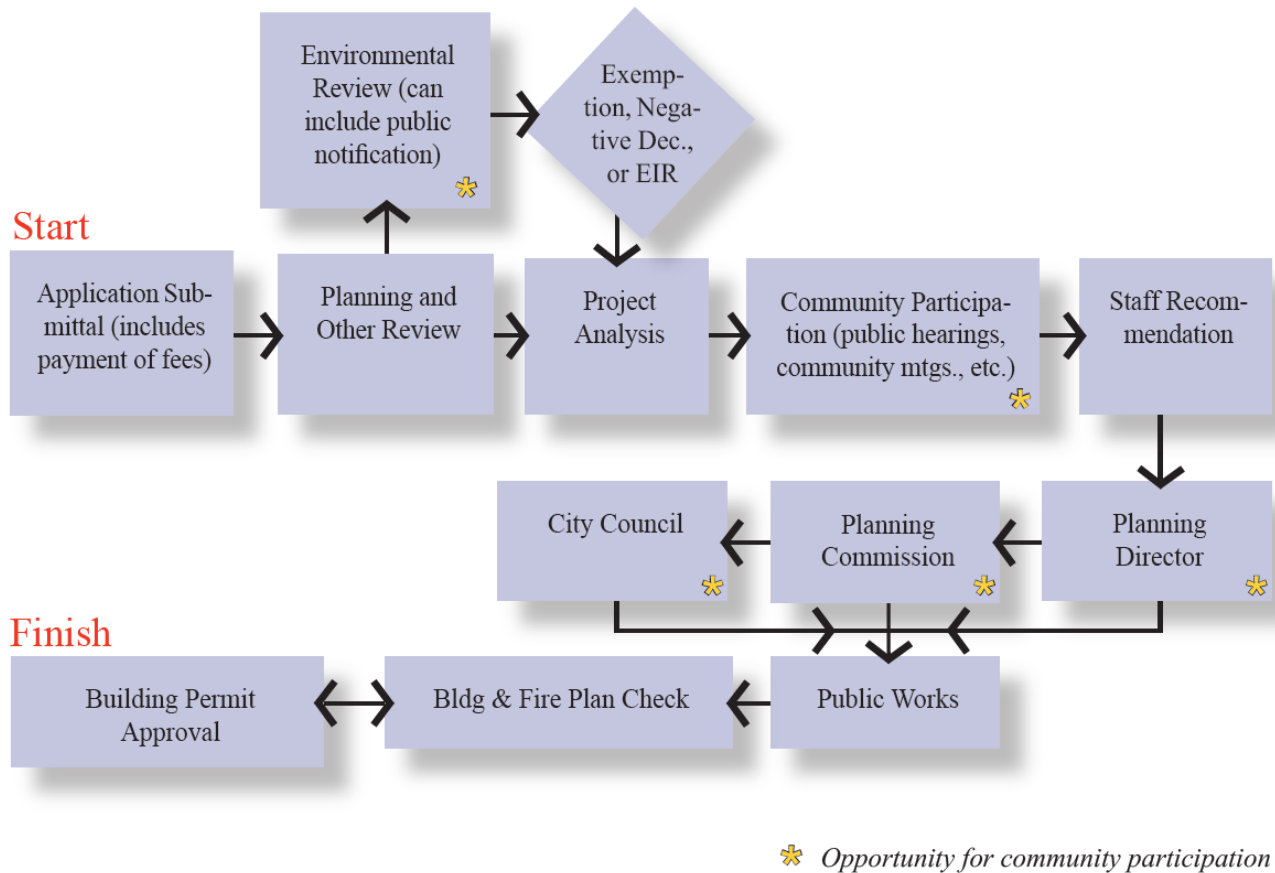 Environmental
Review (can
include public
notification)
Exemp-
tion, Nega-
tive Dec.,
or EIR
Start
Application Sub-
mittal (includes
payment of fees)
Planning and
Other Review
Project
Analysis
Community Participa-
tion (public hearings,
community mtgs., etc.)
Staff Recom-
mendation
City Council
Planning
Commission
Planning
Director
Finish
Building Permit
Approval
Bldg & Fire Plan Check
Public Works
* Opportunity for community participation